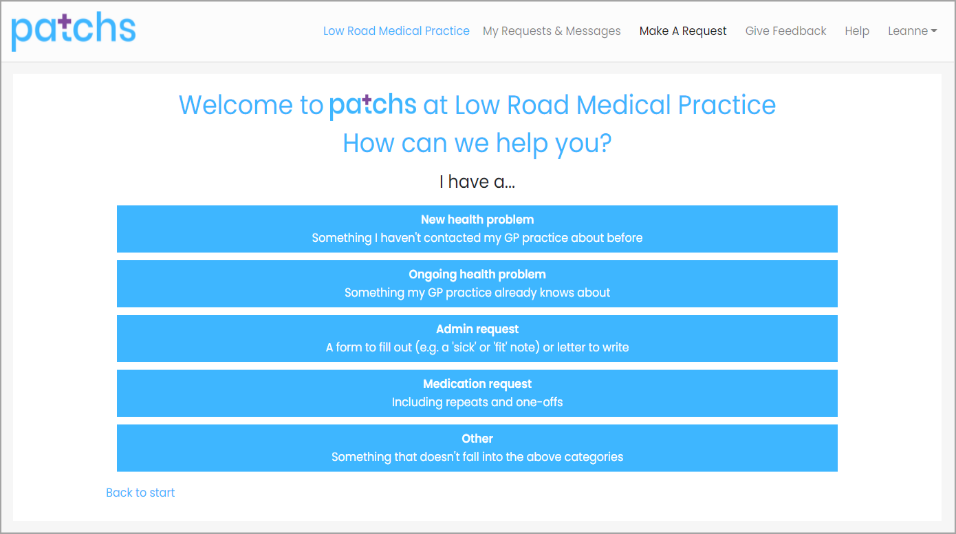 patchs
Low Road Medical Practice My Requests & Messages Make A Request Give Feedback Help Leanne
Welcome to patchs at Low Road Medical Practice
How can we help you?
I have a...
New health problem
Something I haven't contacted my GP practice about before
Ongoing health problem
Something my GP practice already knows about
Admin request
A form to fill out (e.g. a 'sick' or 'fit' note) or letter to write
Medication request
Including repeats and one-offs
Other
Something that doesn't fall into the above categories
Back to start